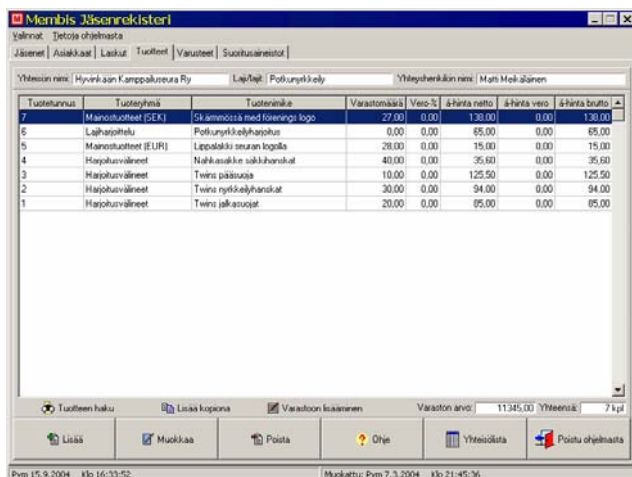 Membis Jäsenrekisteri
Valinnat Tietoja ohjelmasta
Jäsenet Asiakkaat Laskut Tuotteet Varusteet Suoritusaineistot
Yhteisön nimi: Hyvinkään Kamppailuseura Ry Laji/lajit: Potkunyrkkeily Yhteyshenkilön nimi: Matti Meikäläinen
Tuotetunnus Tuoteryhmä Tuotenimike Varastomäärä Vero-% á-hinta netto á-hinta vero á-hinta brutto
7 Mainostuotteet (SEK) Skärmmössä med förenings logo 27,00 0,00 138,00 0,00 138,00
6 Lajiharjoittelu Potkunyrkkeilyharjoitus 0,00 0,00 65,00 0,00 65,00
5 Mainostuotteet (EUR) Lippalakki seuran logolla 28,00 0,00 15,00 0,00 15,00
4 Harjoitusvälineet Nahkasäkke säkkihanskat 40,00 0,00 35,60 0,00 35,60
3 Harjoitusvälineet Twins pääsuoja 10,00 0,00 125,50 0,00 125,50
2 Harjoitusvälineet Twins nyrkkeilyhanskat 30,00 0,00 94,00 0,00 94,00
1 Harjoitusvälineet Twins jalkasuojat 20,00 0,00 85,00 0,00 85,00
Tuotteen haku Lisää kopiona Varastoon lisääminen Varaston arvo: 11345,00 Yhteensä: 7 kpl
Lisää Muokkaa Poista Ohje Yhteisölista Poistu ohjelmasta
Pvm 15.9.2004 Klo 16:33:52 Muokattu: Pvm 7.3.2004 Klo 21:45:36